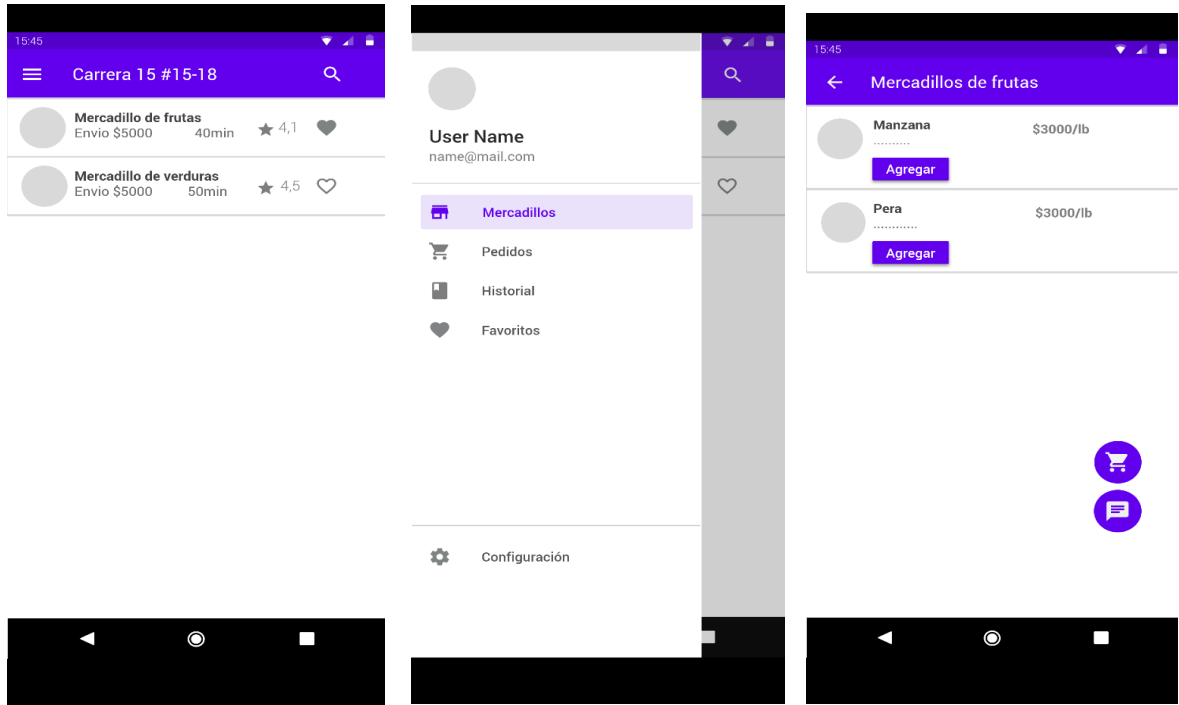 15:45
Carrera 15 #15-18
Mercadillo de frutas
Envio $5000 40min 4,1
Mercadillo de verduras
Envio $5000 50min 4,5
User Name
name@mail.com
Mercadillos
Pedidos
Historial
Favoritos
Configuración
15:45
Mercadillos de frutas
Manzana $3000/lb
..........
Agregar
Pera $3000/lb
............
Agregar